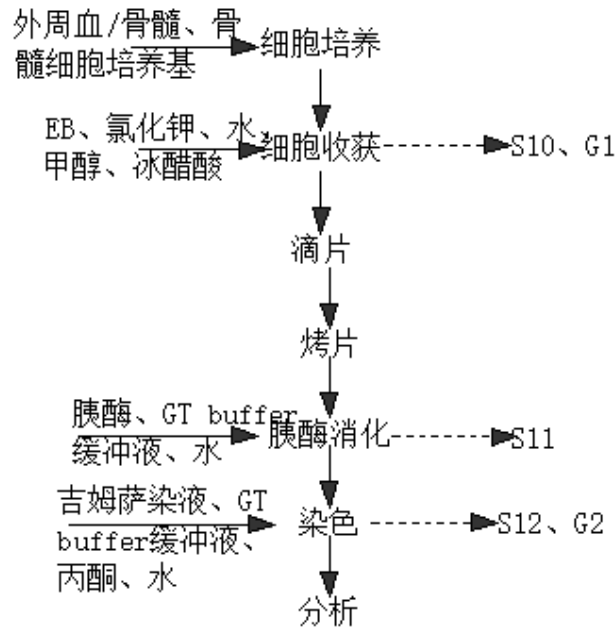 外周血/骨髓、骨
髓细胞培养基
细胞培养
EB、氯化钾、水、
甲醇、冰醋酸
细胞收获
S10、G1
滴片
烤片
胰酶、GT buffer
缓冲液、水
胰酶消化
S11
吉姆萨染液、GT
buffer缓冲液、
丙酮、水
染色
S12、G2
分析